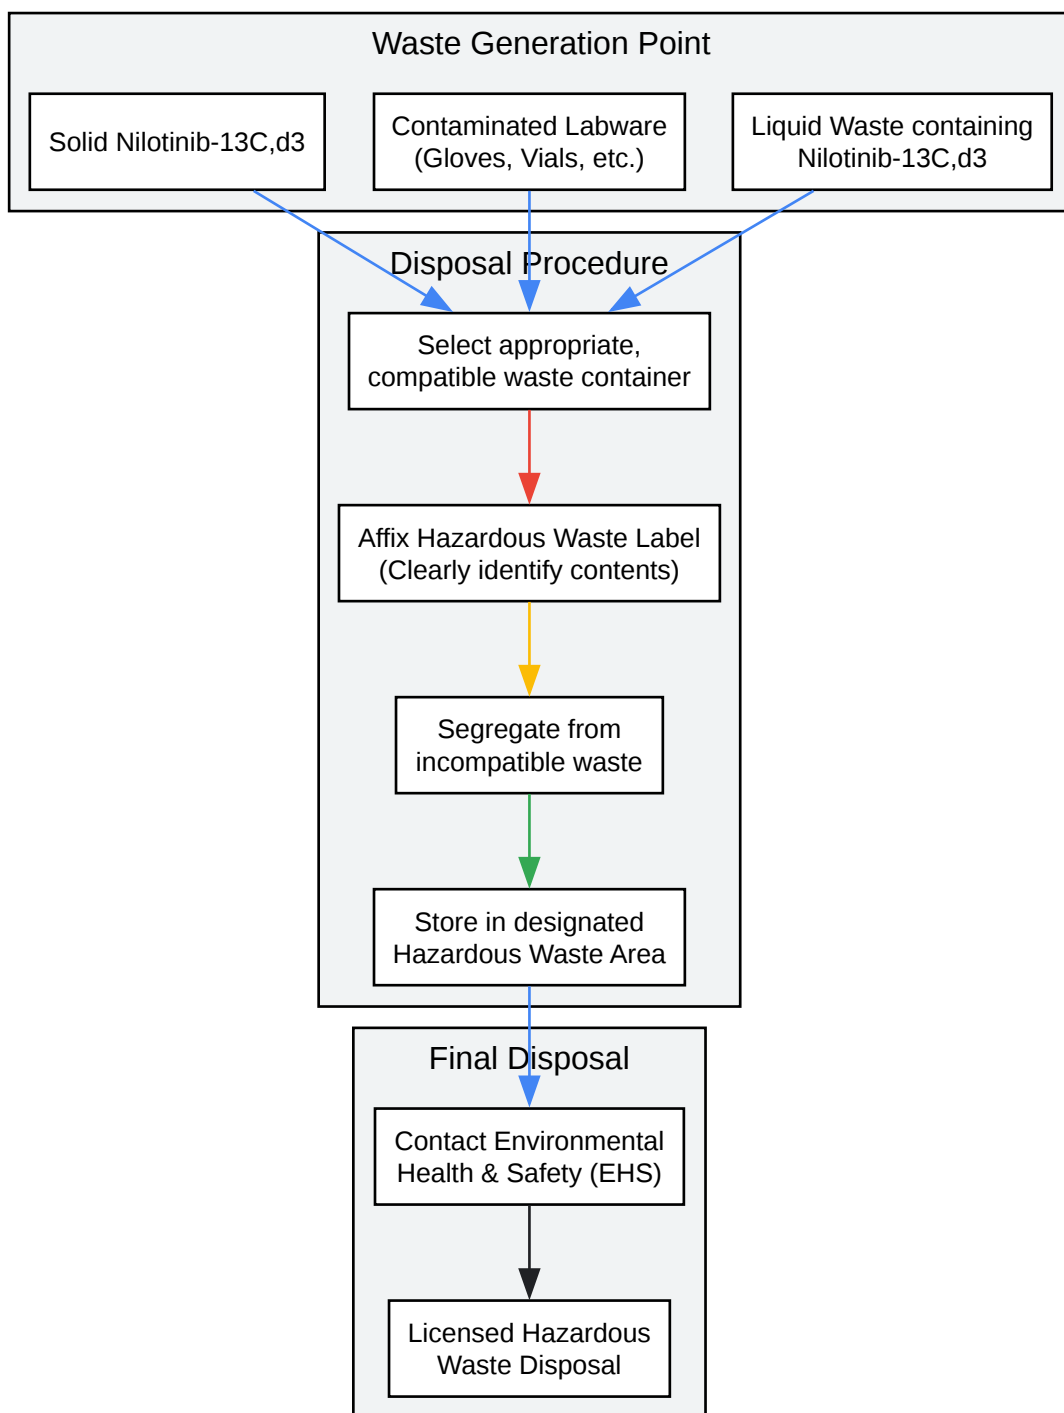 Waste Generation Point
Solid Nilotinib-13C,d3
Contaminated Labware
(Gloves, Vials, etc.)
Liquid Waste containing
Nilotinib-13C,d3
Disposal Procedure
Select appropriate,
compatible waste container
Affix Hazardous Waste Label
(Clearly identify contents)
Segregate from
incompatible waste
Store in designated
Hazardous Waste Area
Final Disposal
Contact Environmental
Health & Safety (EHS)
Licensed Hazardous
Waste Disposal